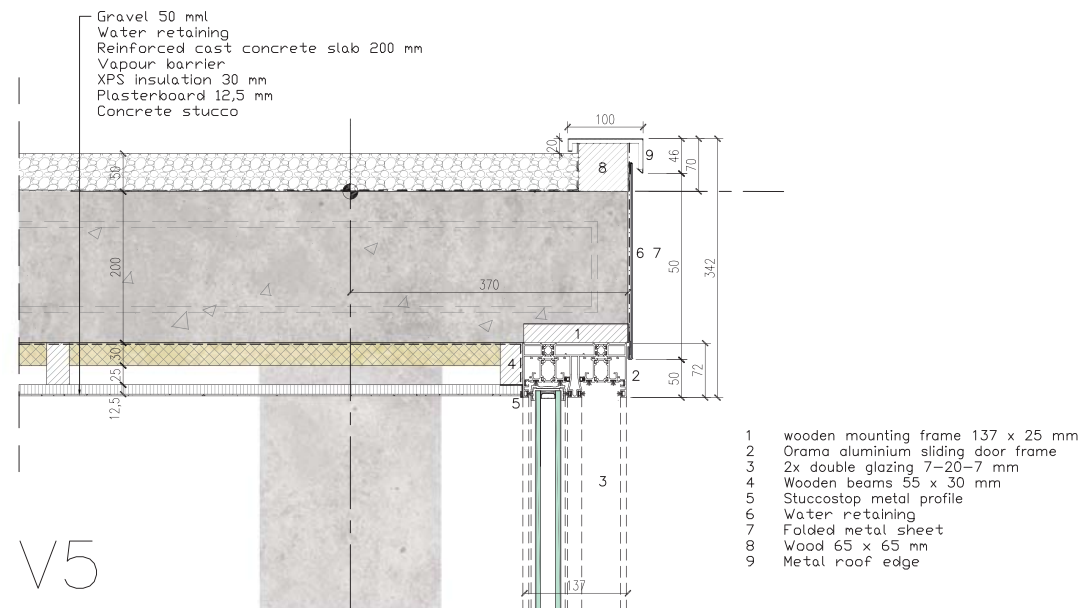 Gravel 50 mml
Water retaining
Reinforced cast concrete slab 200 mm
Vapour barrier
XPS insulation 30 mm
Plasterboard 12,5 mm
Concrete stucco
100
20
8
9
46
70
50
200
370
6 7
50
342
1
30
4
2
25
50
72
12,5
5
3
137
1 wooden mounting frame 137 x 25 mm
2 Orama aluminium sliding door frame
3 2x double glazing 7-20-7 mm
4 Wooden beams 55 x 30 mm
5 Stuccostop metal profile
6 Water retaining
7 Folded metal sheet
8 Wood 65 x 65 mm
9 Metal roof edge
V5